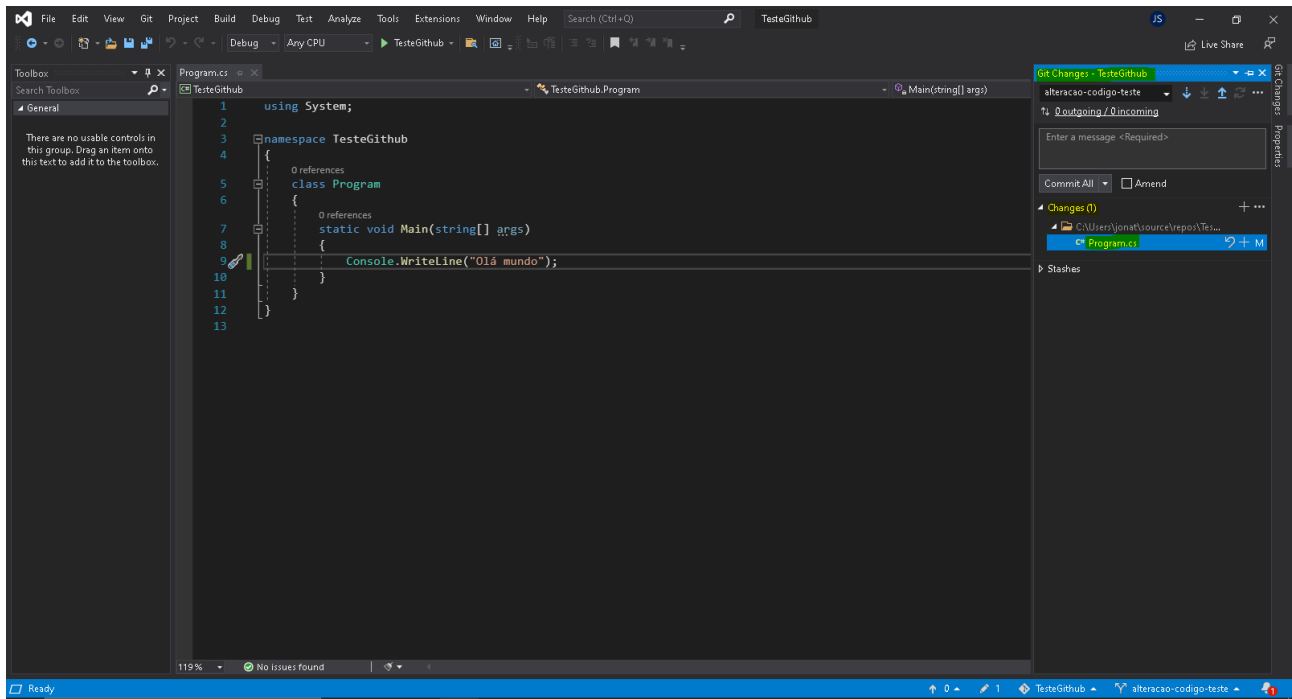 File Edit View Git Project Build Debug Test Analyze Tools Extensions Window Help Search (Ctrl+Q) TesteGithub JS
Debug Any CPU TesteGithub Live Share
Toolbox
Search Toolbox
General
There are no usable controls in
this group. Drag an item onto
this text to add it to the toolbox.
Program.cs
TesteGithub TesteGithub.Program Main(string[] args)
1 using System;
2
3 namespace TesteGithub
4 {
0 references
5 class Program
6 {
0 references
7 static void Main(string[] args)
8 {
9 Console.WriteLine("Olá mundo");
10 }
11 }
12 }
13
119 % No issues found
Git Changes - TesteGithub
alteracao-codigo-teste
0 outgoing / 0 incoming
Enter a message <Required>
Commit All Amend
Changes (1)
C:\Users\jonat\source\repos\Tes...
C# Program.cs M
Stashes
Git Changes
Properties
Ready 0 1 TesteGithub alteracao-codigo-teste 1